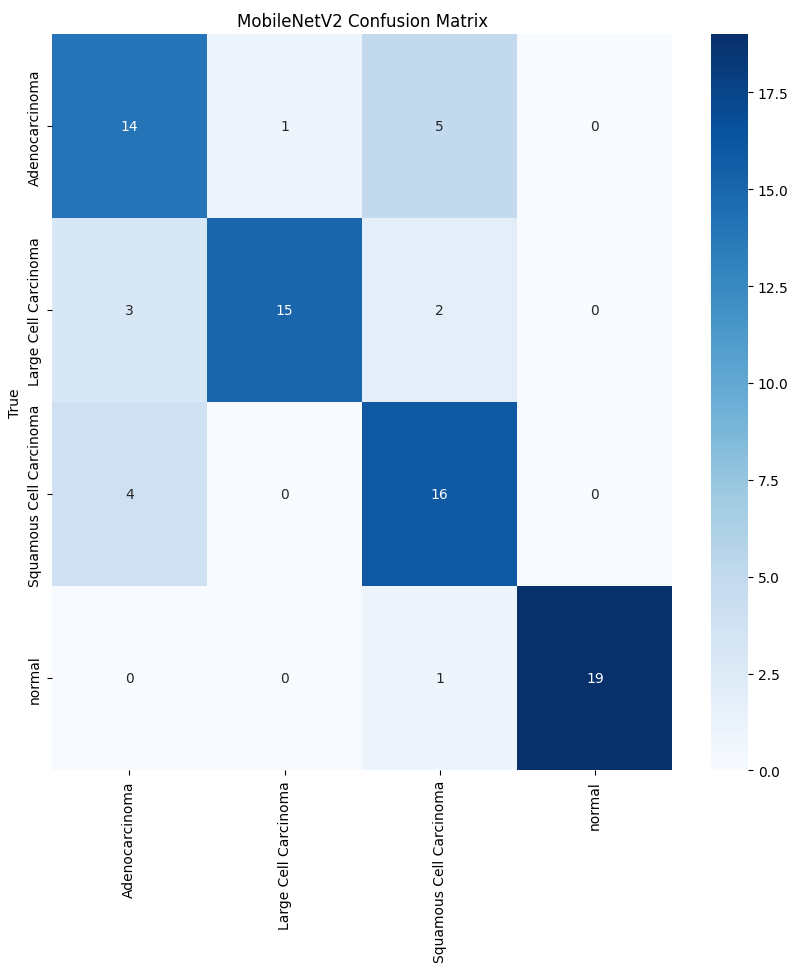 MobileNetV2 Confusion Matrix
True
Adenocarcinoma
14 1 5 0
Large Cell Carcinoma
3 15 2 0
Squamous Cell Carcinoma
4 0 16 0
normal
0 0 1 19
Adenocarcinoma
Large Cell Carcinoma
Squamous Cell Carcinoma
normal
17.5
15.0
12.5
10.0
7.5
5.0
2.5
0.0